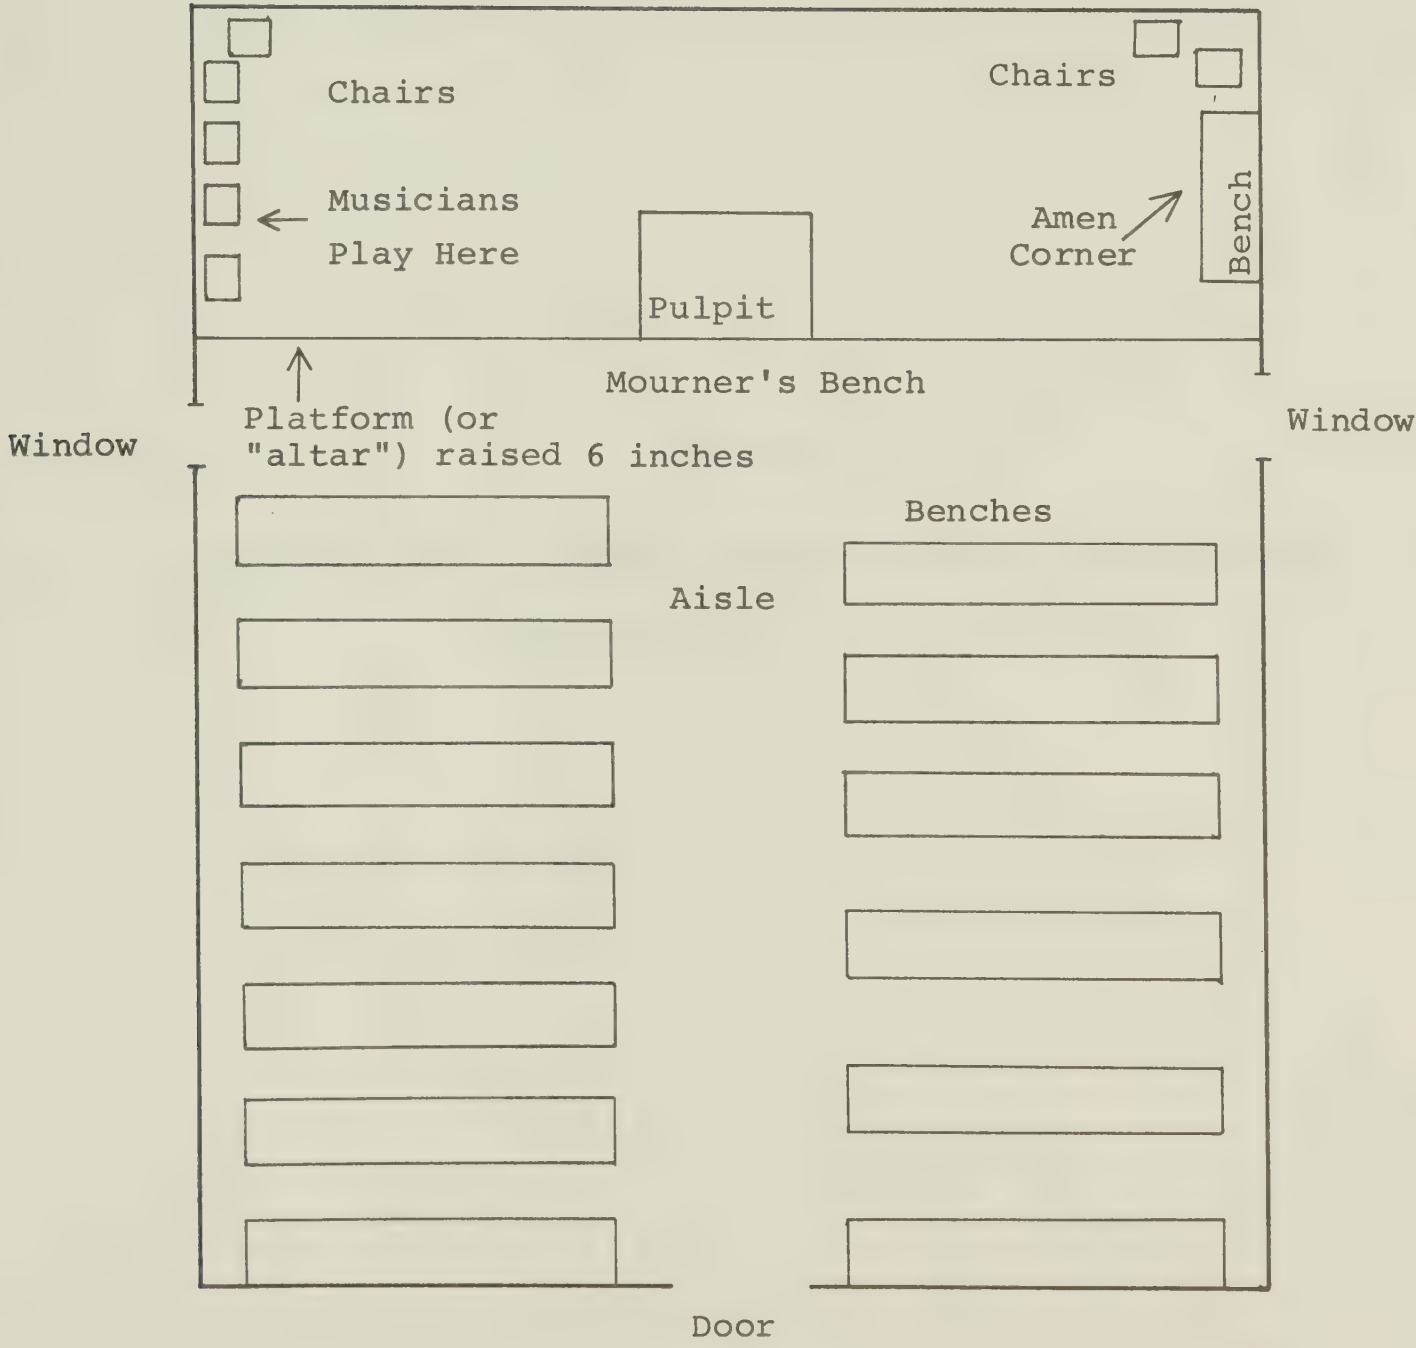 Chairs
Chairs
Musicians
Play Here
Amen
Corner
Bench
Pulpit
Mourner's Bench
Platform (or
"altar") raised 6 inches
Window
Window
Benches
Aisle
Door